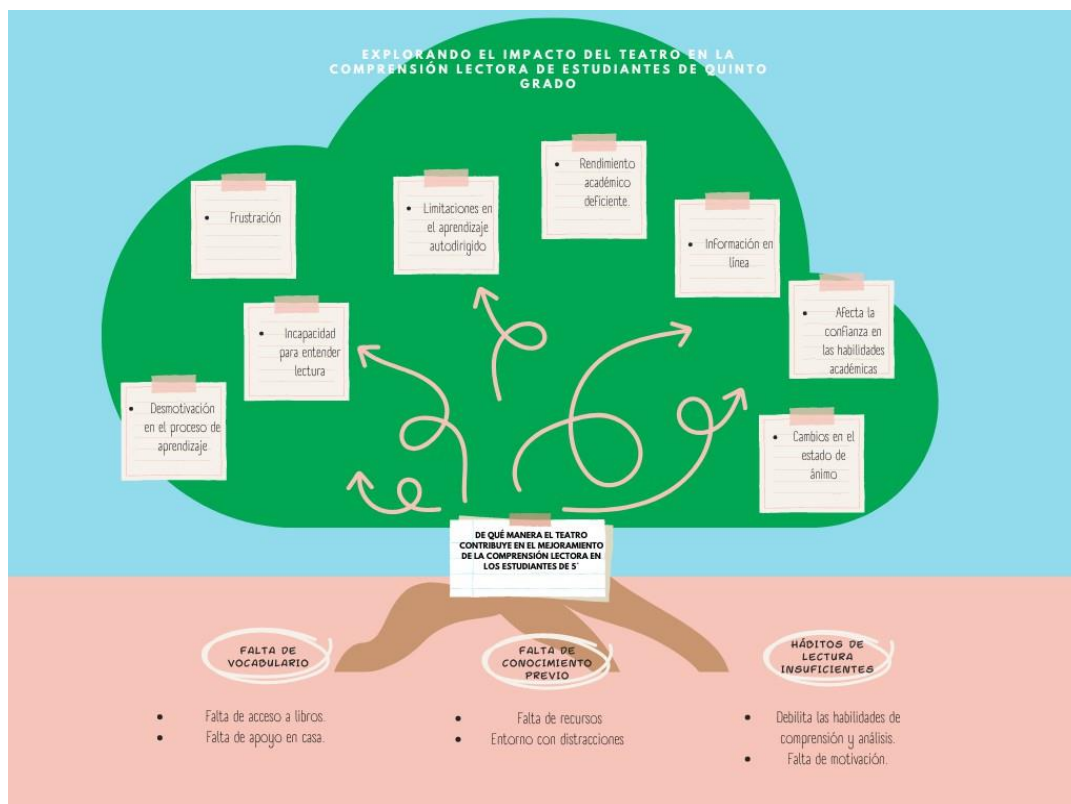 EXPLORANDO EL IMPACTO DEL TEATRO EN LA
COMPRENSIÓN LECTORA DE ESTUDIANTES DE QUINTO
GRADO
• Rendimiento
académico
deficiente.
• Frustración
• Limitaciones en
el aprendizaje
autodirigido
• Información en
línea
• Incapacidad
para entender
lectura
• Afecta la
confianza en
las habilidades
académicas
• Desmotivación
en el proceso de
aprendizaje
• Cambios en el
estado de
ánimo
DE QUÉ MANERA EL TEATRO
CONTRIBUYE EN EL MEJORAMIENTO
DE LA COMPRENSIÓN LECTORA EN
LOS ESTUDIANTES DE 5°
FALTA DE
VOCABULARIO
• Falta de acceso a libros.
• Falta de apoyo en casa.
FALTA DE
CONOCIMIENTO
PREVIO
• Falta de recursos
• Entorno con distracciones
HÁBITOS DE
LECTURA
INSUFICIENTES
• Debilita las habilidades de
comprensión y análisis.
• Falta de motivación.